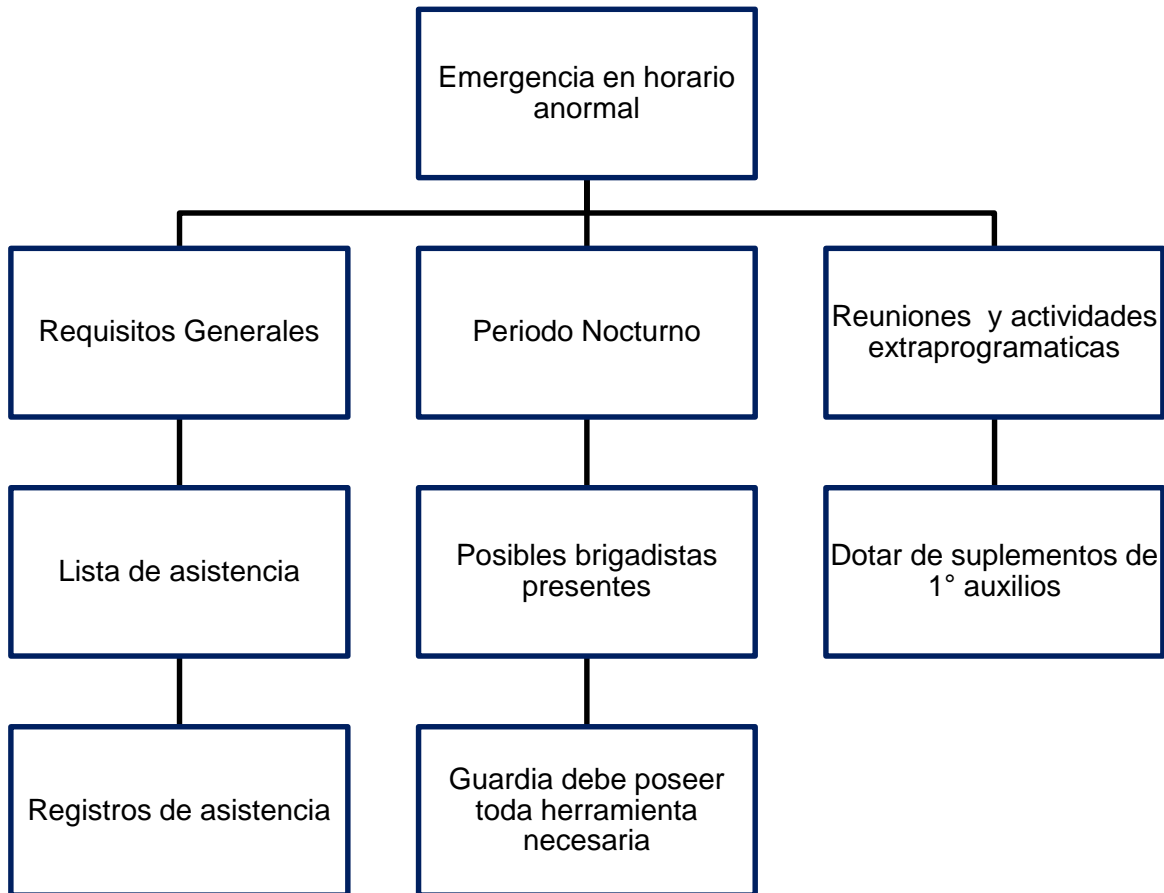 Emergencia en horario
anormal
Requisitos Generales
Periodo Nocturno
Reuniones y actividades
extraprogramaticas
Lista de asistencia
Posibles brigadistas
presentes
Dotar de suplementos de
1° auxilios
Registros de asistencia
Guardia debe poseer
toda herramienta
necesaria